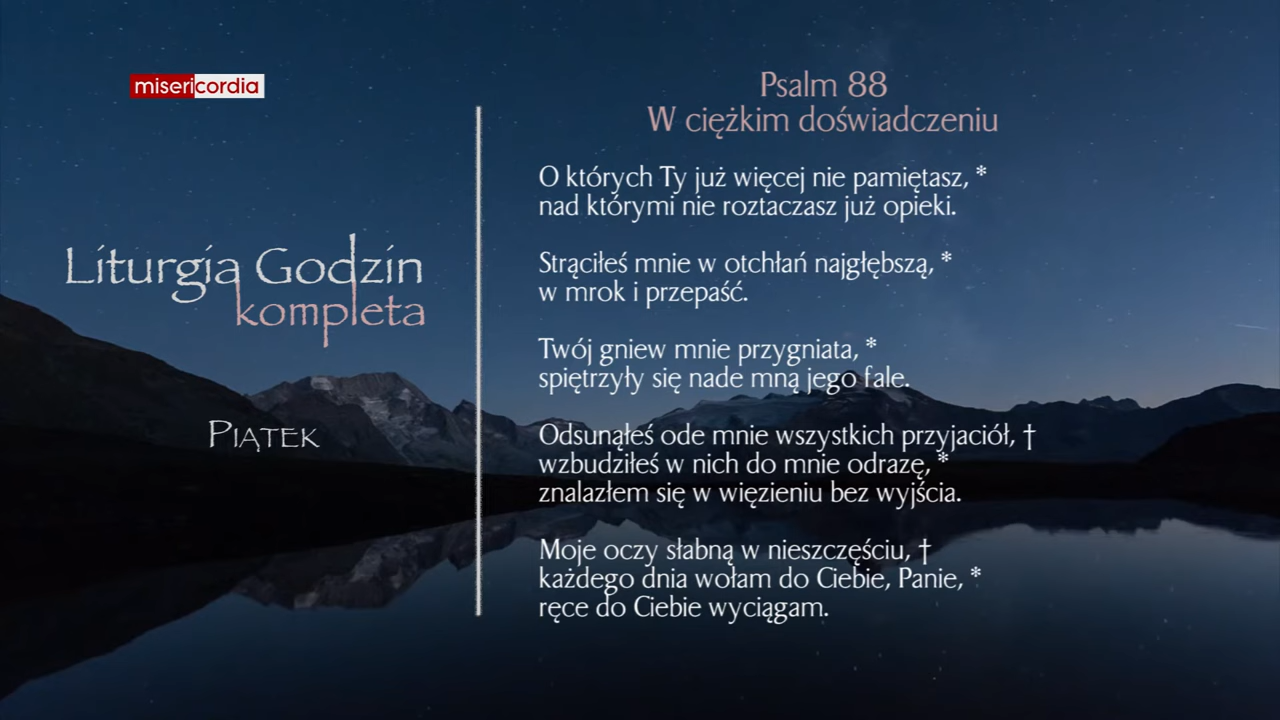 misericordia
Liturgia Godzin
kompleta
Piątek
Psalm 88
W ciężkim doświadczeniu
O których Ty już więcej nie pamiętasz, *
nad którymi nie roztaczasz już opieki.
Strąciłeś mnie w otchłań najgłębszą, *
w mrok i przepaść.
Twój gniew mnie przygniata, *
spiętrzyły się nade mną jego fale.
Odsunąłeś ode mnie wszystkich przyjaciół, †
wzbudziłeś w nich do mnie odrazę, *
znalazłem się w więzieniu bez wyjścia.
Moje oczy słabną w nieszczęściu, †
każdego dnia wołam do Ciebie, Panie, *
ręce do Ciebie wyciągam.